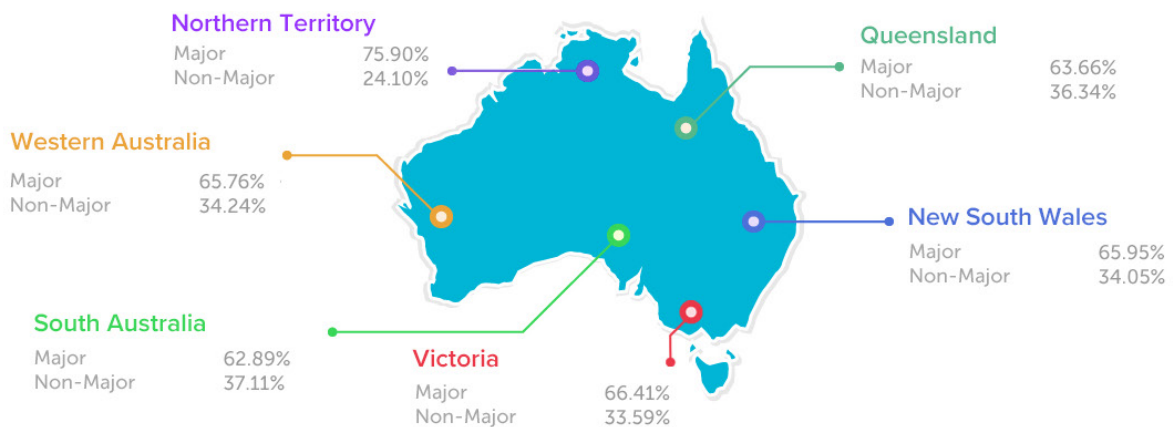 Northern Territory
Major 75.90%
Non-Major 24.10%
Queensland
Major 63.66%
Non-Major 36.34%
Western Australia
Major 65.76%
Non-Major 34.24%
New South Wales
Major 65.95%
Non-Major 34.05%
South Australia
Major 62.89%
Non-Major 37.11%
Victoria
Major 66.41%
Non-Major 33.59%